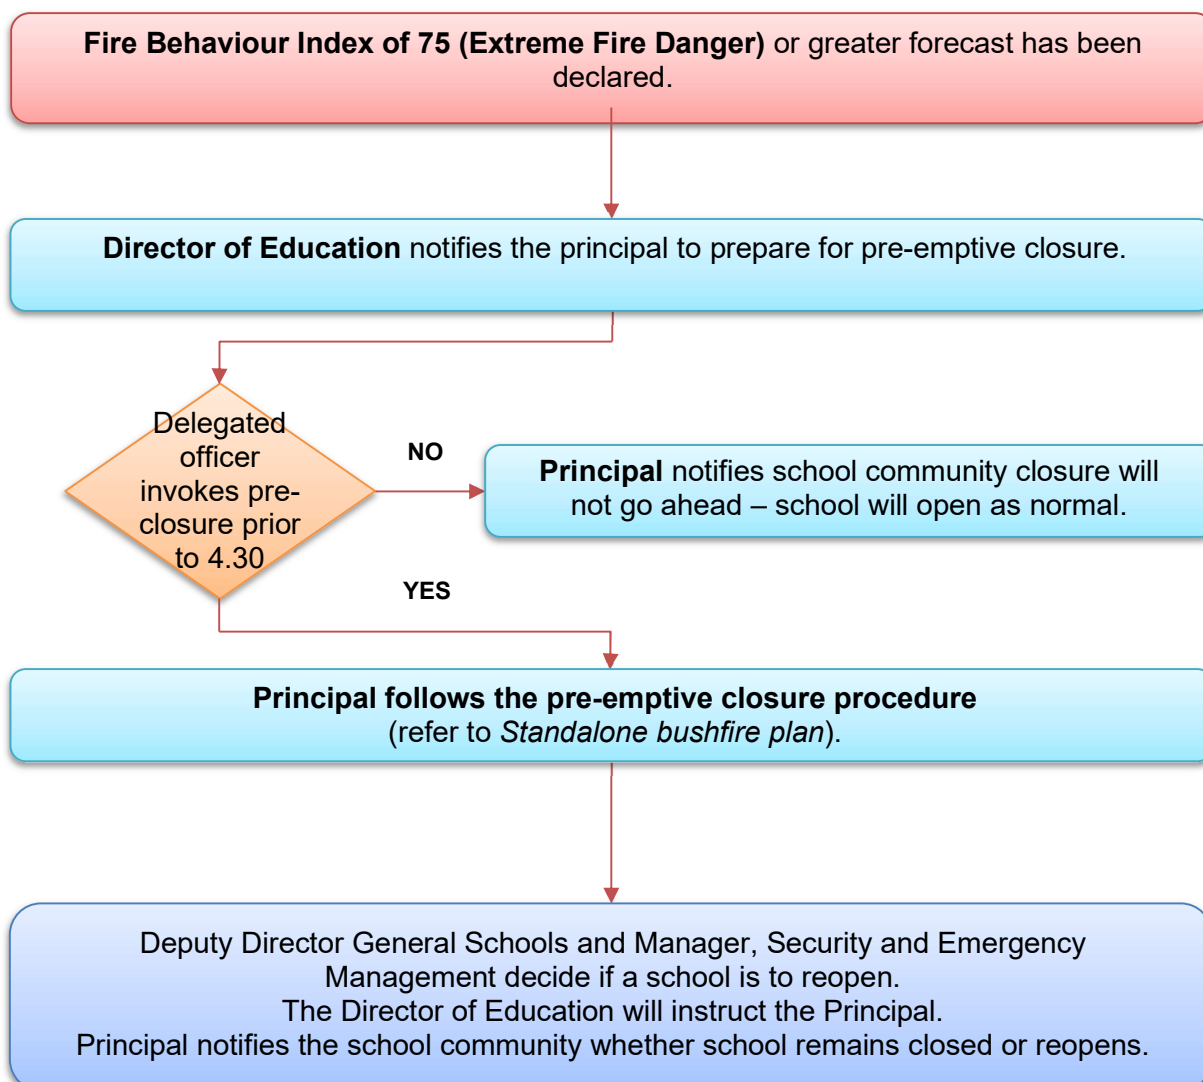 Fire Behaviour Index of 75 (Extreme Fire Danger) or greater forecast has been
declared.
Director of Education notifies the principal to prepare for pre-emptive closure.
Delegated
officer
invokes pre-
closure prior
to 4.30
NO
Principal notifies school community closure will
not go ahead – school will open as normal.
YES
Principal follows the pre-emptive closure procedure
(refer to Standalone bushfire plan).
Deputy Director General Schools and Manager, Security and Emergency
Management decide if a school is to reopen.
The Director of Education will instruct the Principal.
Principal notifies the school community whether school remains closed or reopens.